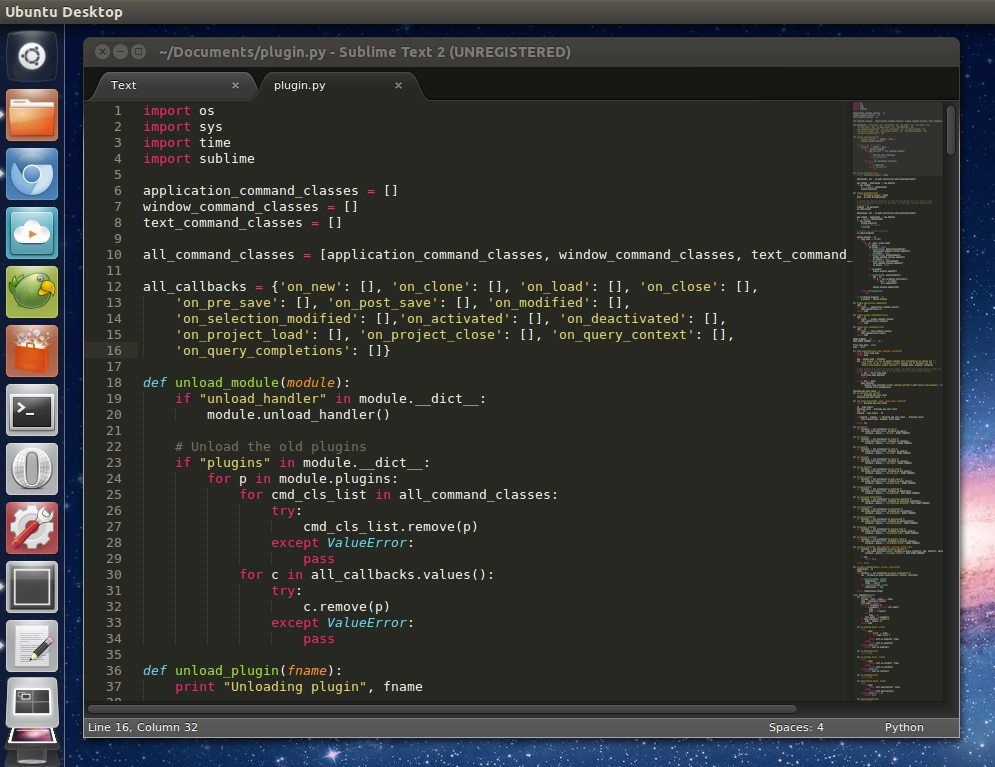 Ubuntu Desktop
~/Documents/plugin.py - Sublime Text 2 (UNREGISTERED)
Text × plugin.py ×
1 import os
2 import sys
3 import time
4 import sublime
5
6 application_command_classes = []
7 window_command_classes = []
8 text_command_classes = []
9
10 all_command_classes = [application_command_classes, window_command_classes, text_command_
11
12 all_callbacks = {'on_new': [], 'on_clone': [], 'on_load': [], 'on_close': [],
13     'on_pre_save': [], 'on_post_save': [], 'on_modified': [],
14     'on_selection_modified': [],'on_activated': [], 'on_deactivated': [],
15     'on_project_load': [], 'on_project_close': [], 'on_query_context': [],
16     'on_query_completions': []}
17
18 def unload_module(module):
19     if "unload_handler" in module.__dict__:
20         module.unload_handler()
21
22     # Unload the old plugins
23     if "plugins" in module.__dict__:
24         for p in module.plugins:
25             for cmd_cls_list in all_command_classes:
26                 try:
27                     cmd_cls_list.remove(p)
28                 except ValueError:
29                     pass
30             for c in all_callbacks.values():
31                 try:
32                     c.remove(p)
33                 except ValueError:
34                     pass
35
36 def unload_plugin(fname):
37     print "Unloading plugin", fname
Line 16, Column 32 Spaces: 4 Python